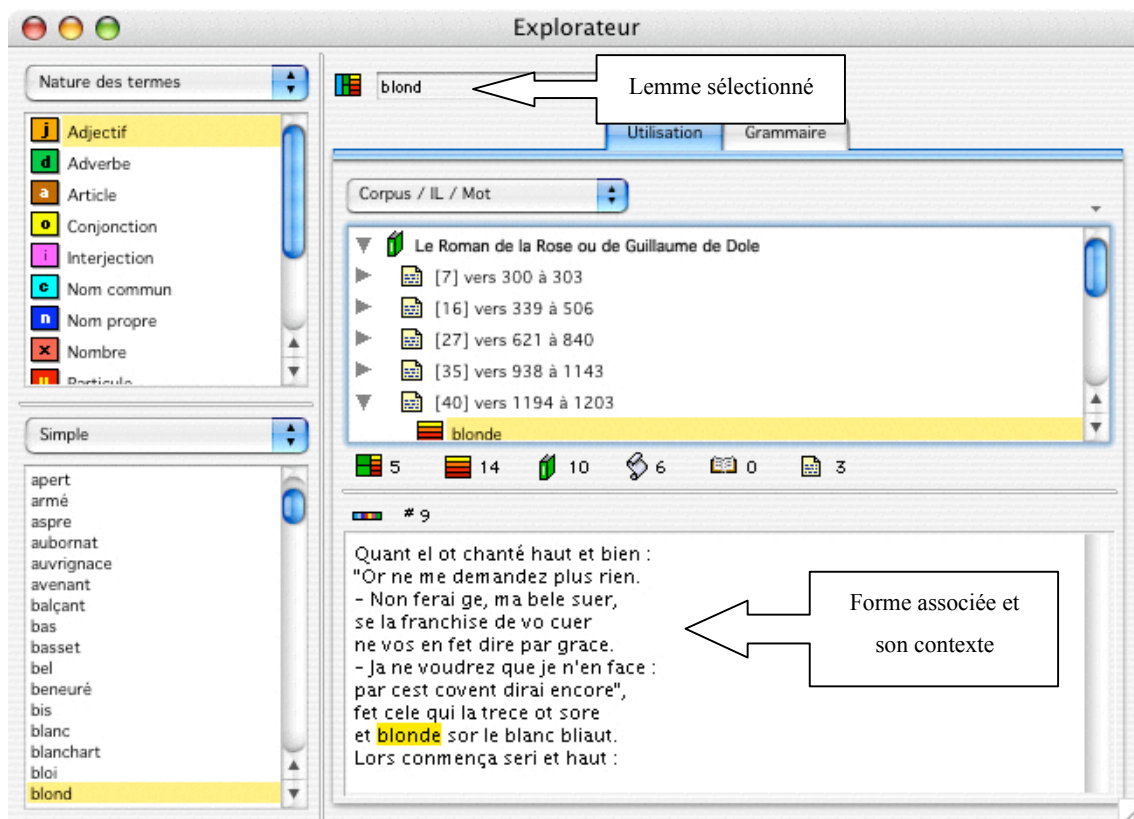 Explorateur
Nature des termes
j Adjectif
d Adverbe
a Article
o Conjonction
i Interjection
c Nom commun
n Nom propre
x Nombre
u Particule
Simple
apert
armé
aspre
aubornat
auvrignace
avenant
balçant
bas
basset
bel
beneuré
bis
blanc
blanchart
bloi
blond
blond
Lemme sélectionné
Utilisation Grammaire
Corpus / IL / Mot
Le Roman de la Rose ou de Guillaume de Dole
[7] vers 300 à 303
[16] vers 339 à 506
[27] vers 621 à 840
[35] vers 938 à 1143
[40] vers 1194 à 1203
blonde
5 14 10 6 0 3
# 9
Quant el ot chanté haut et bien :
"Or ne me demandez plus rien.
- Non ferai ge, ma bele suer,
se la franchise de vo cuer
ne vos en fet dire par grace.
- Ja ne voudrez que je n'en face :
par cest covent dirai encore",
fet cele qui la trece ot sore
et blonde sor le blanc bliaut.
Lors conmença seri et haut :
Forme associée et
son contexte